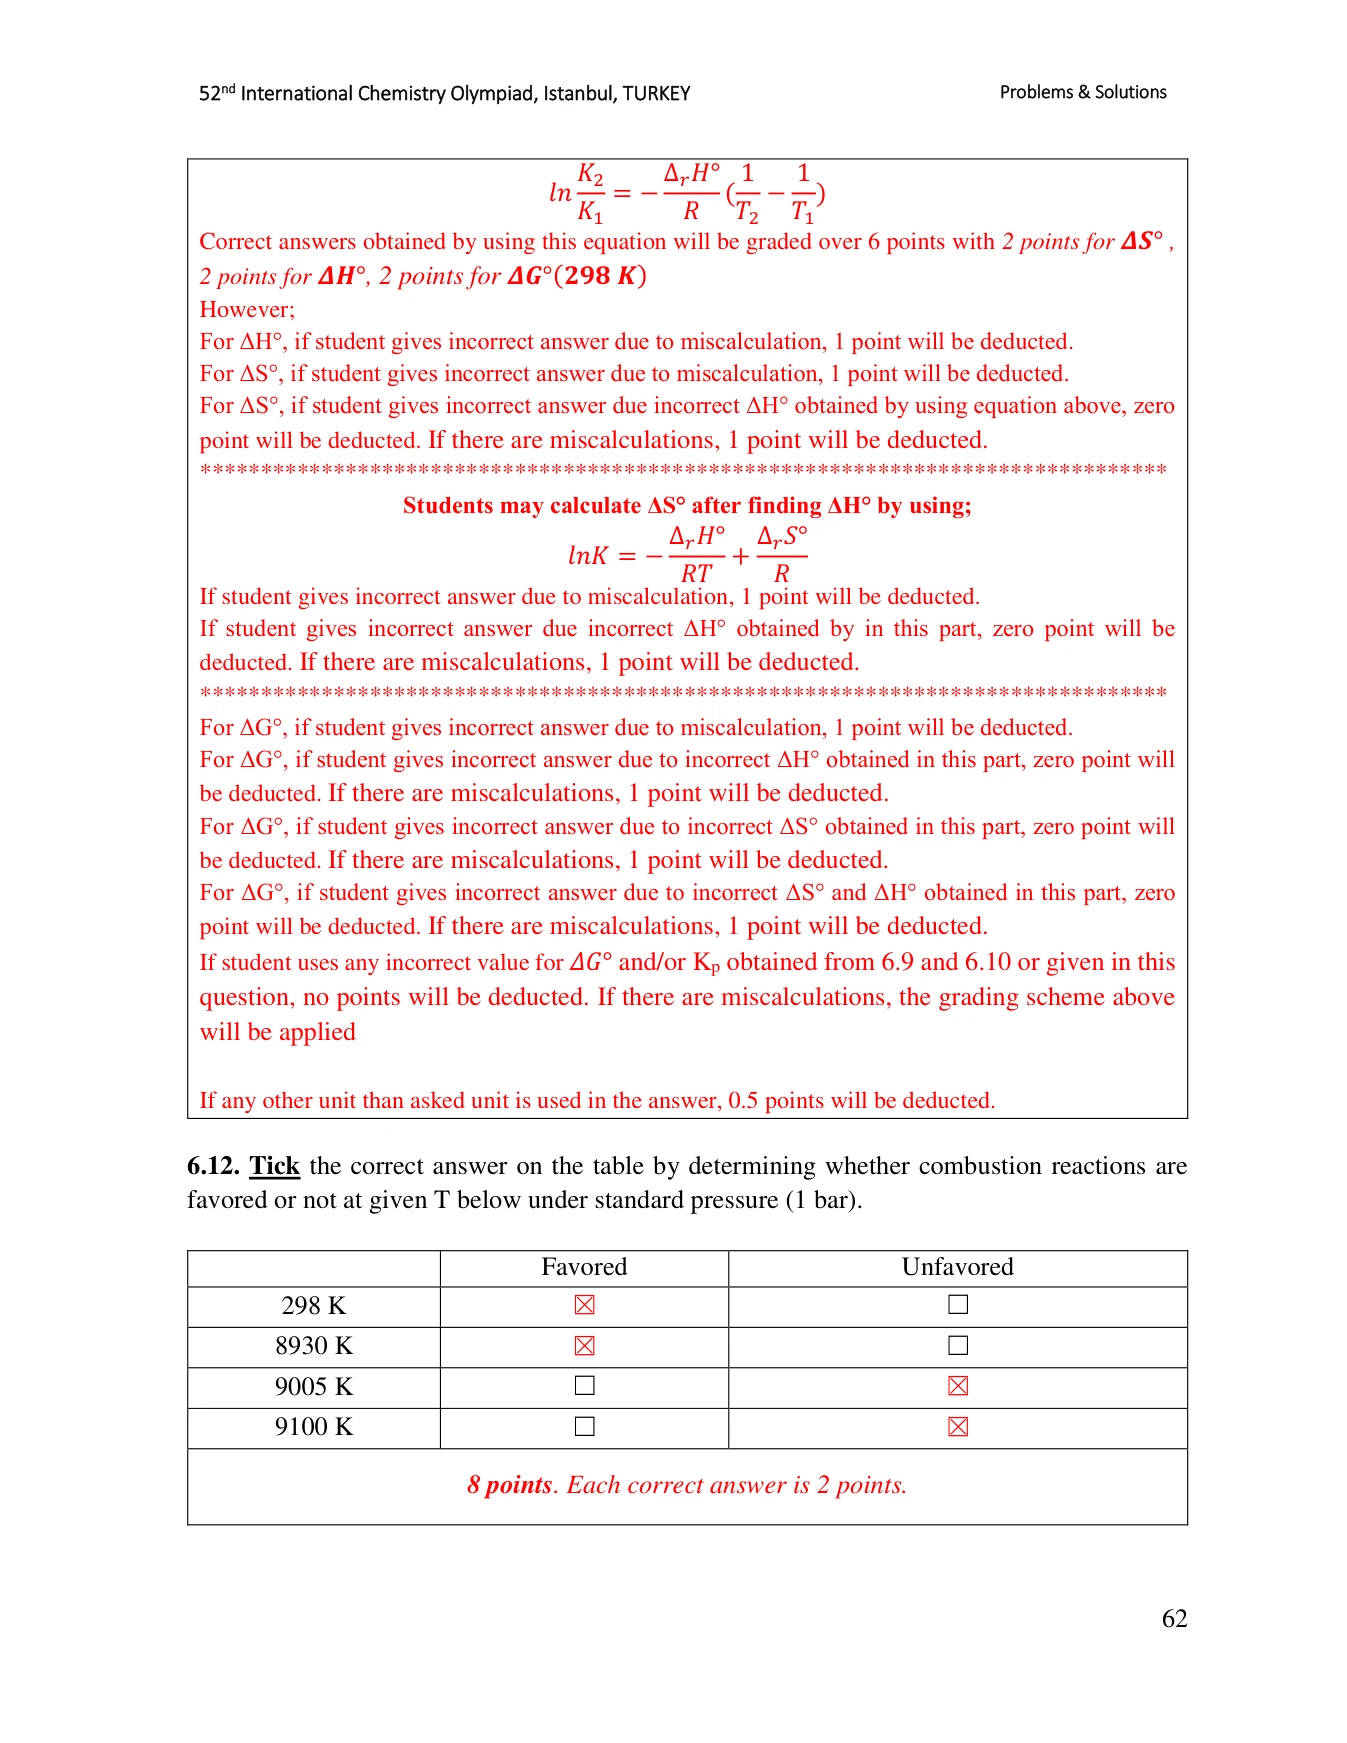 52nd International Chemistry Olympiad, Istanbul, TURKEY Problems & Solutions
ln K₂/K₁ = − ΔᵣH°/R (1/T₂ − 1/T₁)
Correct answers obtained by using this equation will be graded over 6 points with 2 points for ΔS° ,
2 points for ΔH°, 2 points for ΔG°(298 K)
However;
For ΔH°, if student gives incorrect answer due to miscalculation, 1 point will be deducted.
For ΔS°, if student gives incorrect answer due to miscalculation, 1 point will be deducted.
For ΔS°, if student gives incorrect answer due incorrect ΔH° obtained by using equation above, zero
point will be deducted. If there are miscalculations, 1 point will be deducted.
********************************************************************************
Students may calculate ΔS° after finding ΔH° by using;
lnK = − ΔᵣH°/RT + ΔᵣS°/R
If student gives incorrect answer due to miscalculation, 1 point will be deducted.
If student gives incorrect answer due incorrect ΔH° obtained by in this part, zero point will be
deducted. If there are miscalculations, 1 point will be deducted.
********************************************************************************
For ΔG°, if student gives incorrect answer due to miscalculation, 1 point will be deducted.
For ΔG°, if student gives incorrect answer due to incorrect ΔH° obtained in this part, zero point will
be deducted. If there are miscalculations, 1 point will be deducted.
For ΔG°, if student gives incorrect answer due to incorrect ΔS° obtained in this part, zero point will
be deducted. If there are miscalculations, 1 point will be deducted.
For ΔG°, if student gives incorrect answer due to incorrect ΔS° and ΔH° obtained in this part, zero
point will be deducted. If there are miscalculations, 1 point will be deducted.
If student uses any incorrect value for ΔG° and/or Kₚ obtained from 6.9 and 6.10 or given in this
question, no points will be deducted. If there are miscalculations, the grading scheme above
will be applied
If any other unit than asked unit is used in the answer, 0.5 points will be deducted.
6.12. Tick the correct answer on the table by determining whether combustion reactions are
favored or not at given T below under standard pressure (1 bar).
Favored Unfavored
298 K ☒ ☐
8930 K ☒ ☐
9005 K ☐ ☒
9100 K ☐ ☒
8 points. Each correct answer is 2 points.
62